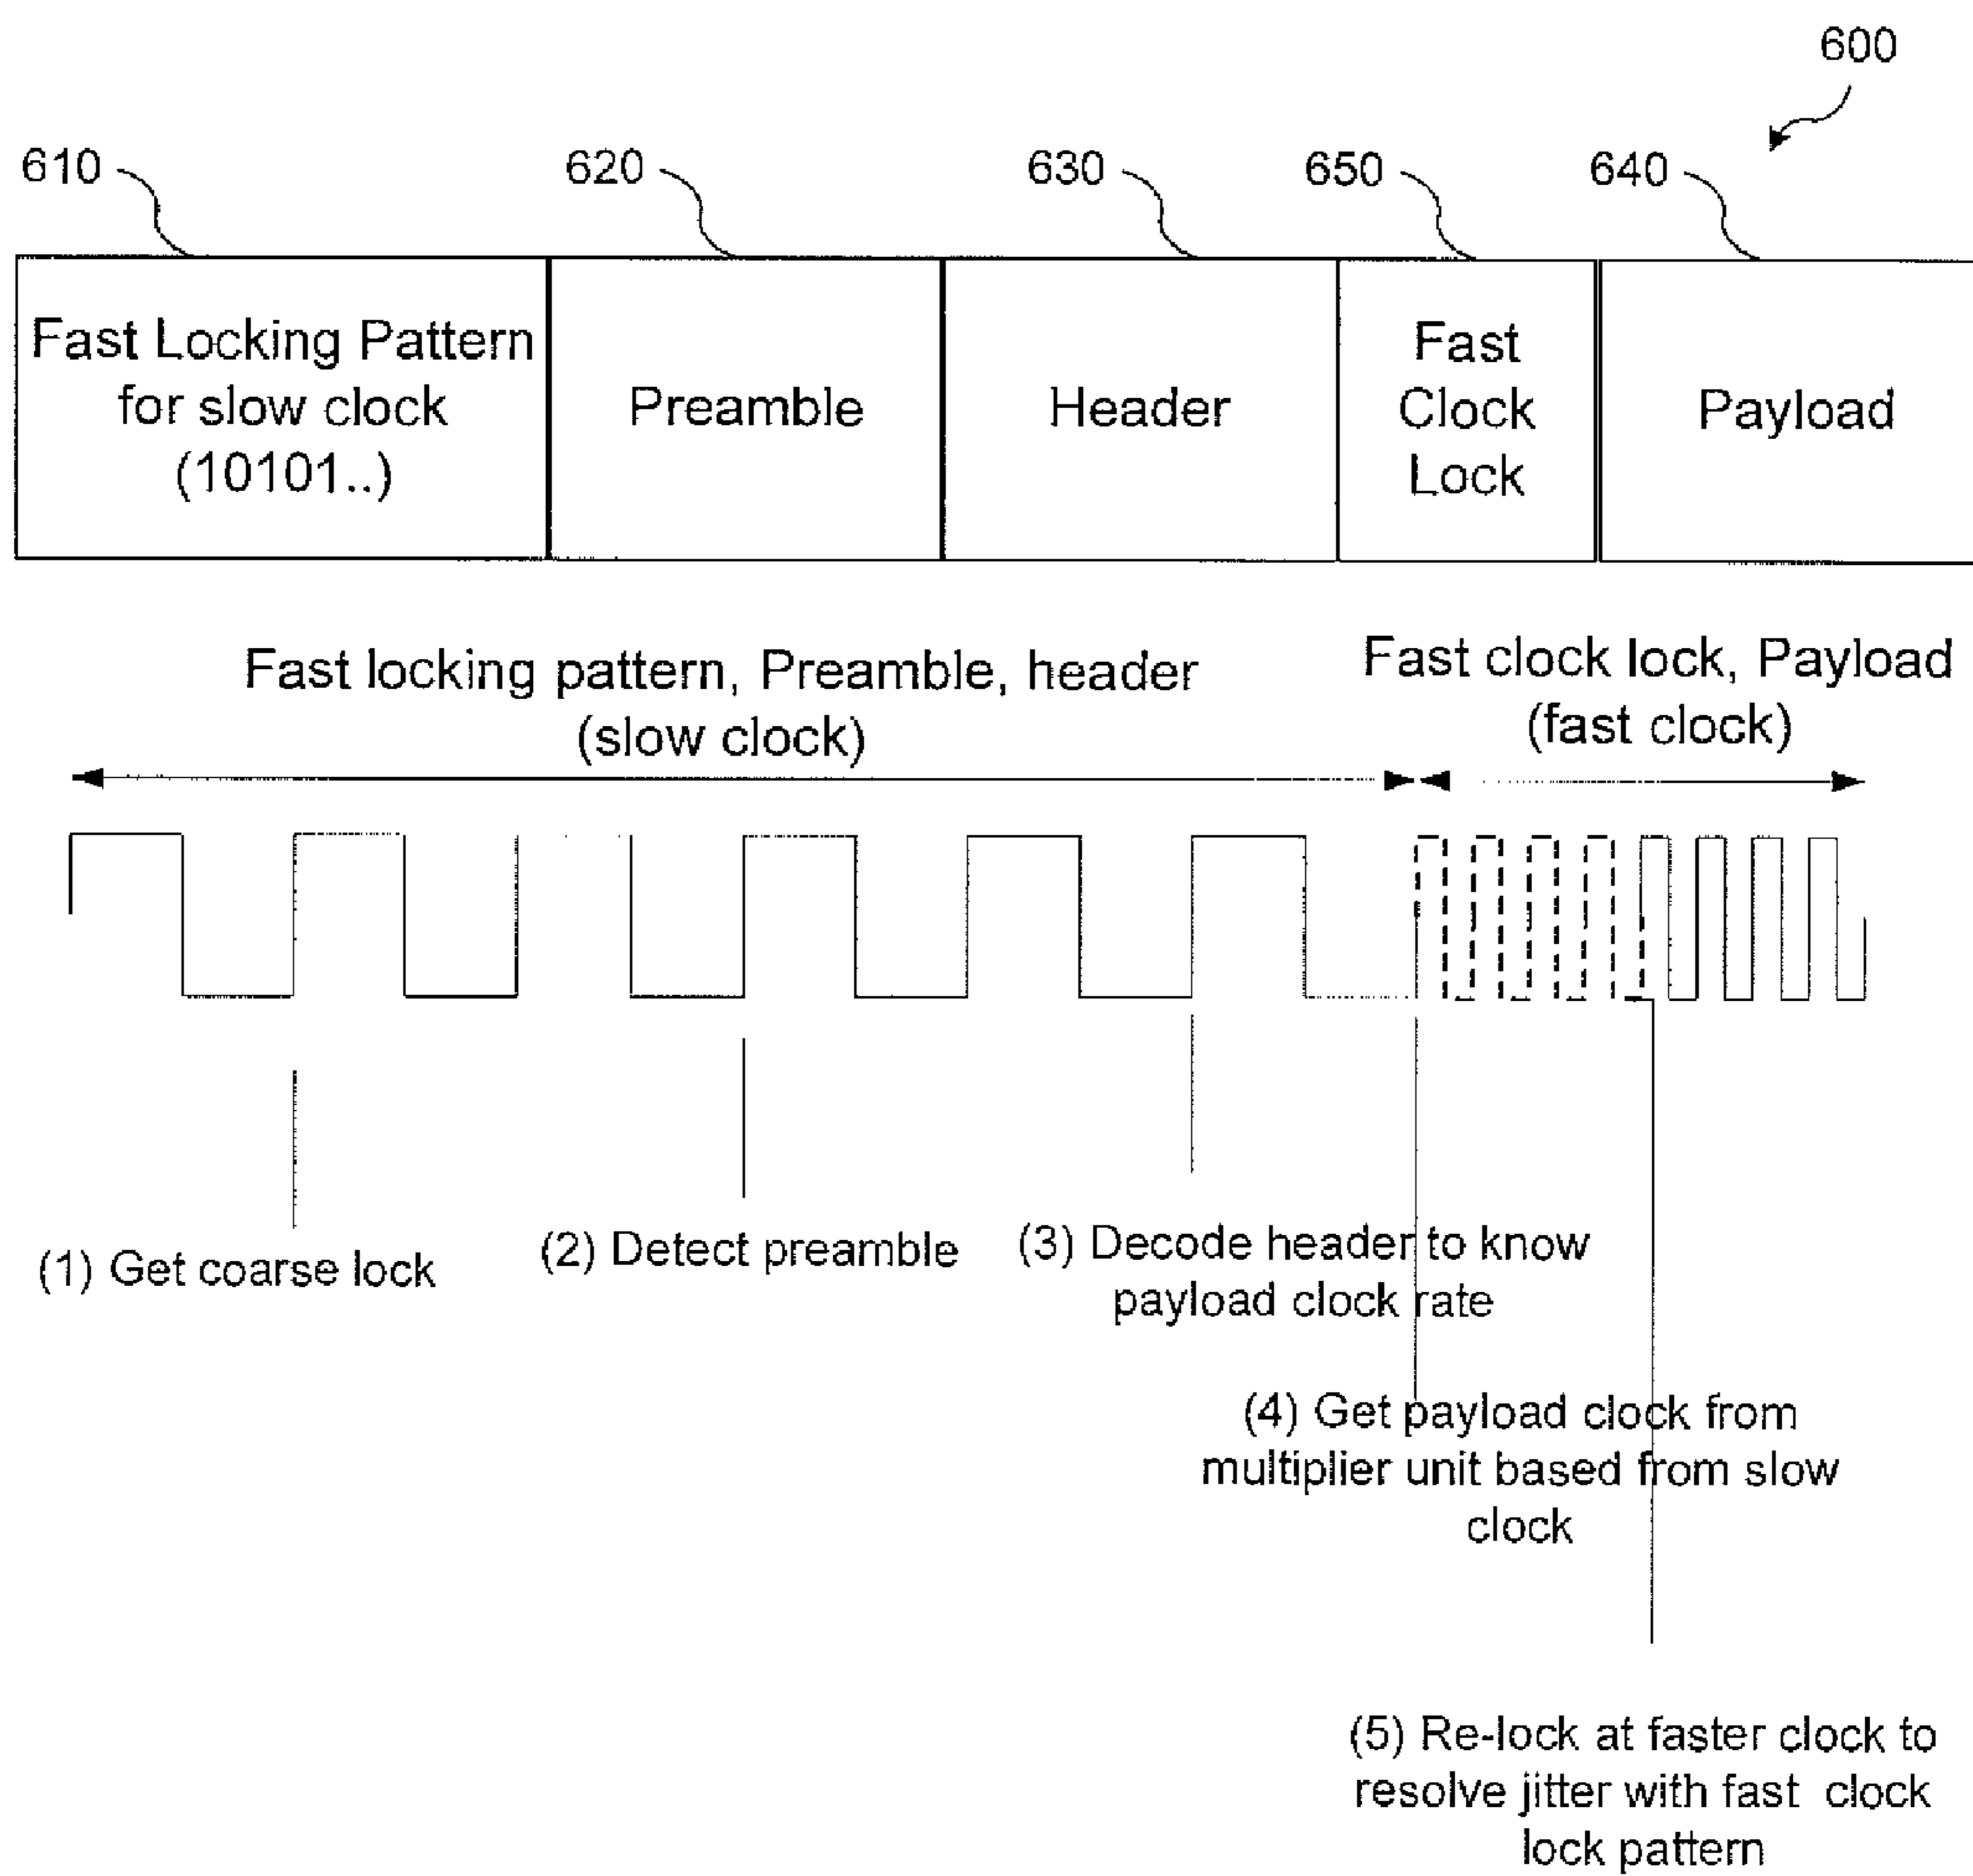 600
610
620
630
650
640
Fast Locking Pattern
for slow clock
(10101..)
Preamble
Header
Fast
Clock
Lock
Payload
Fast locking pattern, Preamble, header
(slow clock)
Fast clock lock, Payload
(fast clock)
(1) Get coarse lock
(2) Detect preamble
(3) Decode header to know
payload clock rate
(4) Get payload clock from
multiplier unit based from slow
clock
(5) Re-lock at faster clock to
resolve jitter with fast clock
lock pattern